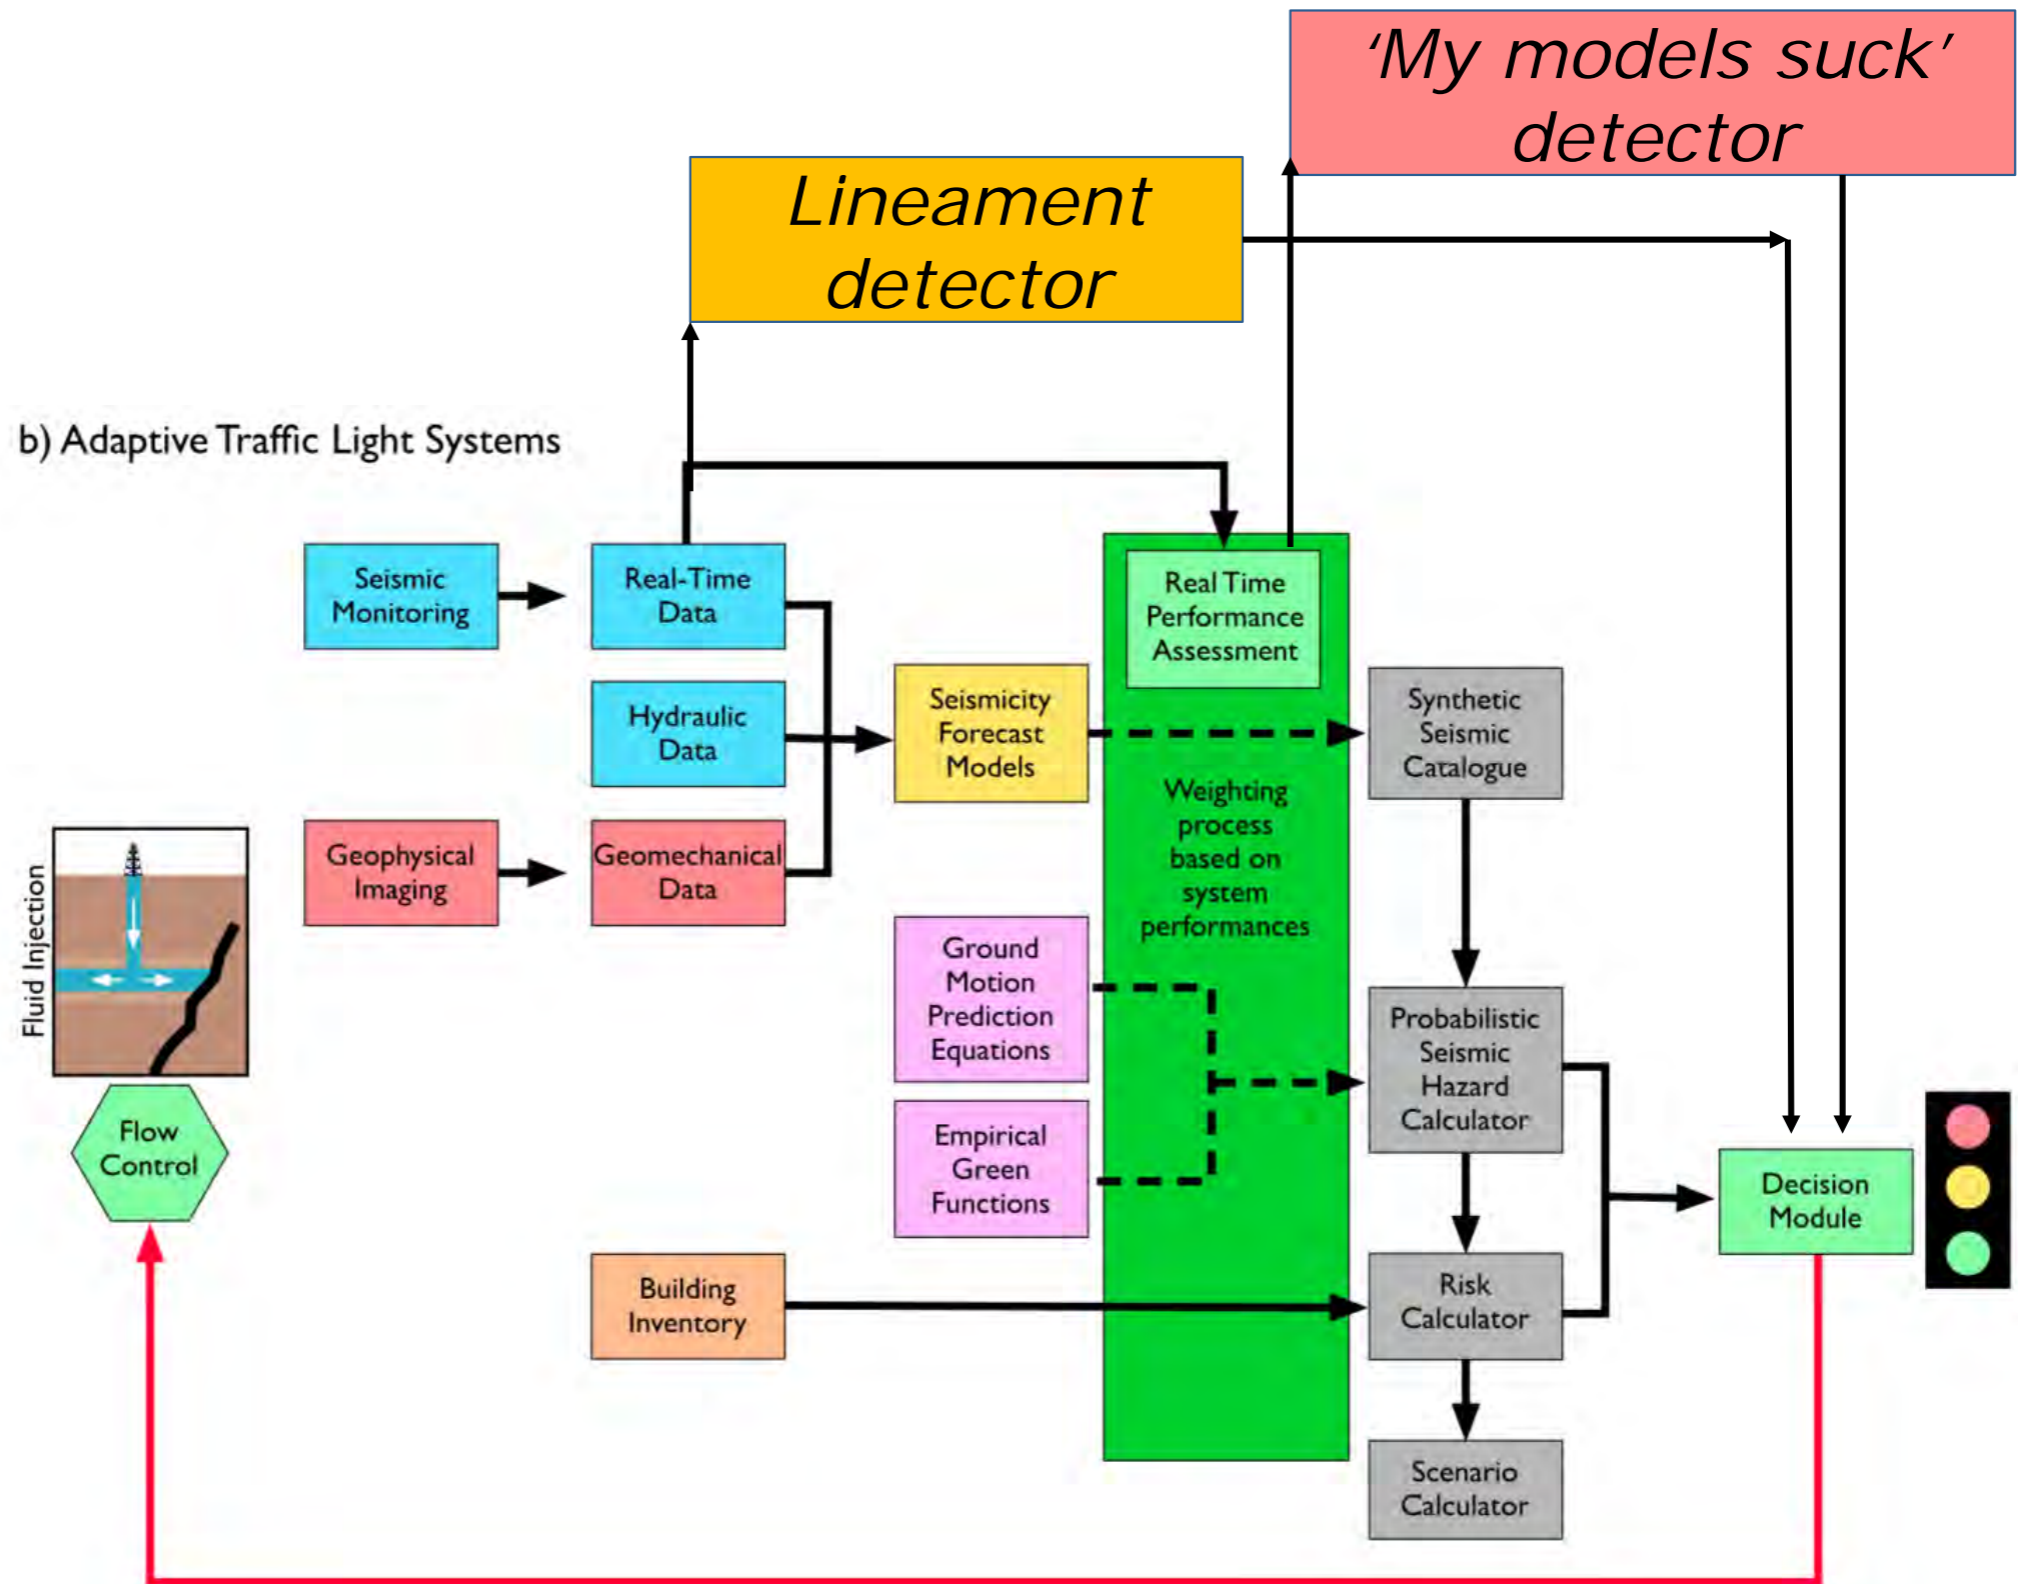 ‘My models suck’
detector
Lineament
detector
b) Adaptive Traffic Light Systems
Seismic
Monitoring
Real-Time
Data
Real Time
Performance
Assessment
Hydraulic
Data
Seismicity
Forecast
Models
Synthetic
Seismic
Catalogue
Weighting
process
based on
system
performances
Geophysical
Imaging
Geomechanical
Data
Fluid Injection
Ground
Motion
Prediction
Equations
Probabilistic
Seismic
Hazard
Calculator
Flow
Control
Empirical
Green
Functions
Decision
Module
Building
Inventory
Risk
Calculator
Scenario
Calculator